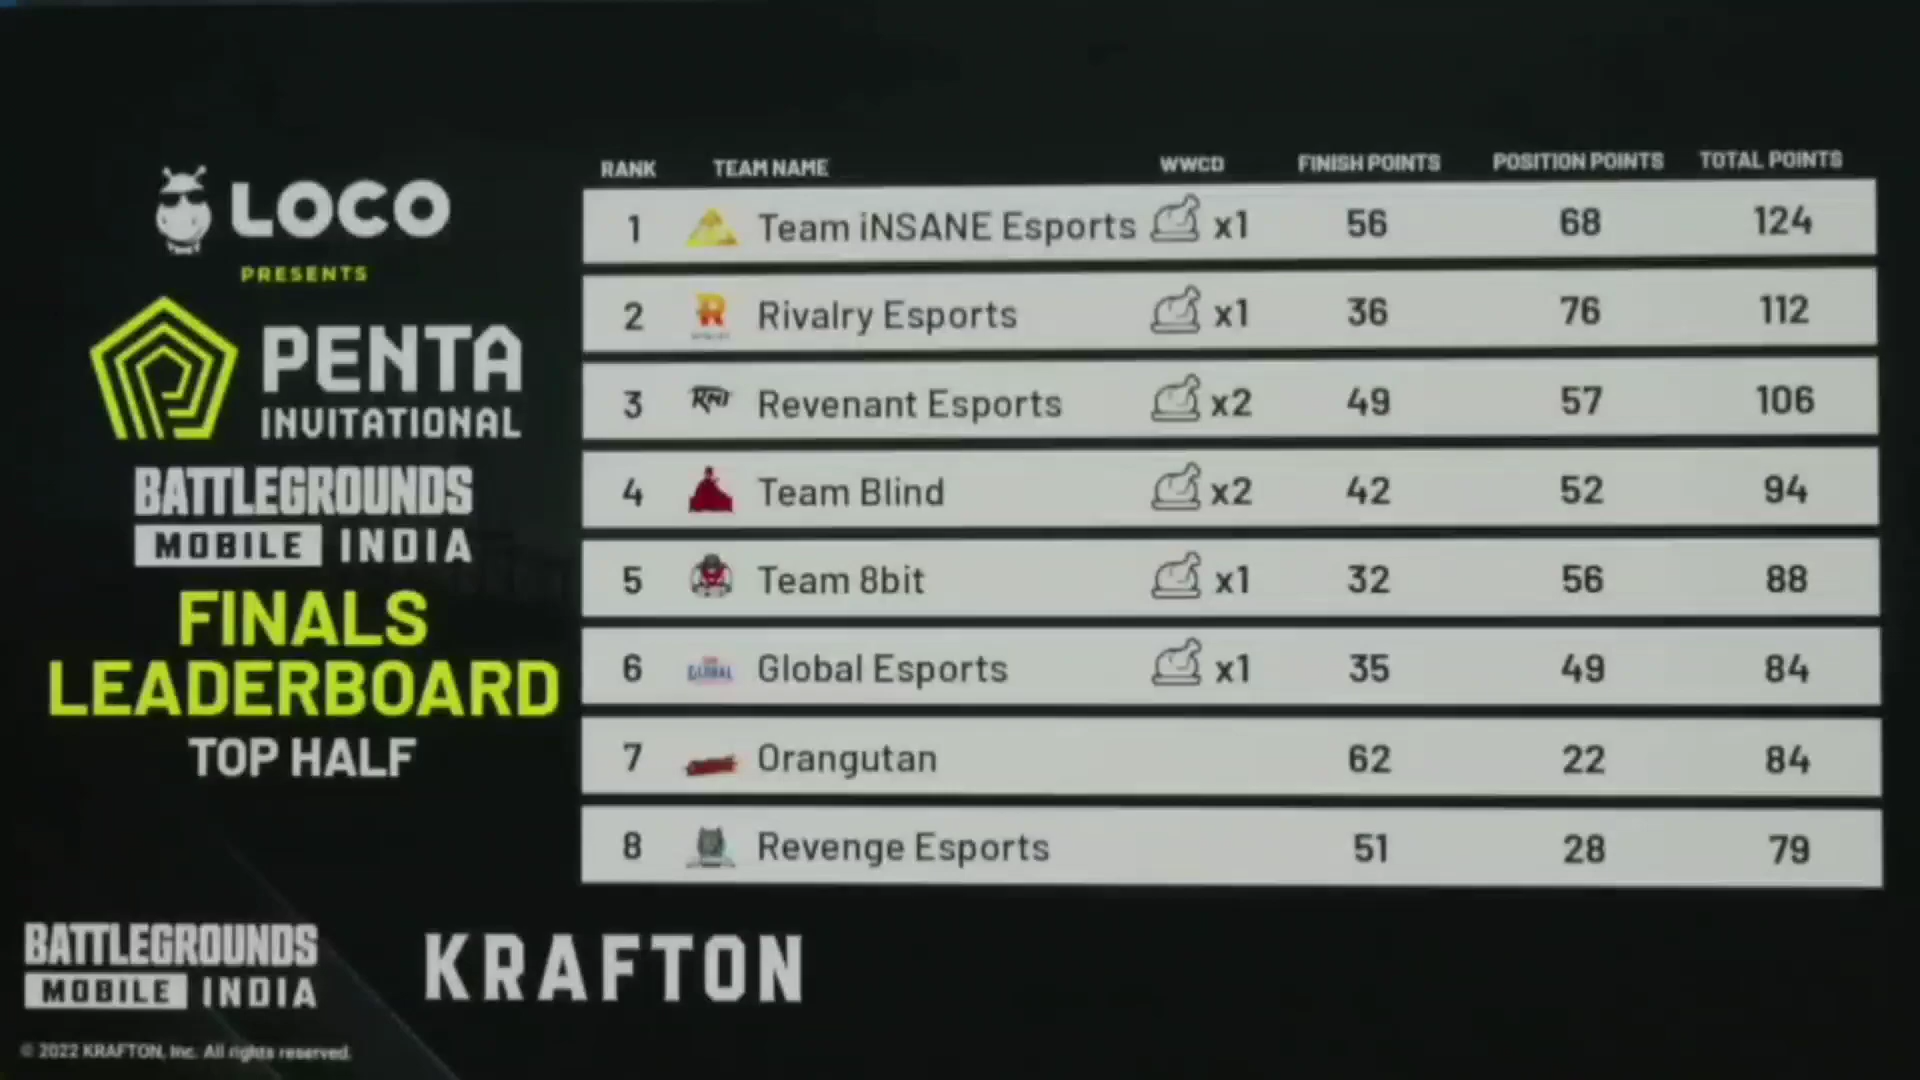 LOCO
PRESENTS
PENTA
INVITATIONAL
BATTLEGROUNDS
MOBILE INDIA
FINALS
LEADERBOARD
TOP HALF
RANK TEAM NAME WWCD FINISH POINTS POSITION POINTS TOTAL POINTS
1 Team iNSANE Esports x1 56 68 124
2 Rivalry Esports x1 36 76 112
3 RNT Revenant Esports x2 49 57 106
4 Team Blind x2 42 52 94
5 Team 8bit x1 32 56 88
6 GLOBAL Global Esports x1 35 49 84
7 Orangutan 62 22 84
8 Revenge Esports 51 28 79
BATTLEGROUNDS
MOBILE INDIA
KRAFTON
© 2022 KRAFTON, Inc. All rights reserved.